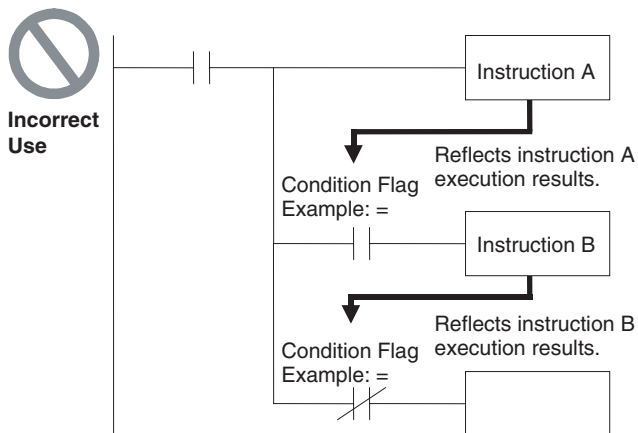 Incorrect
Use
Instruction A
Reflects instruction A
execution results.
Condition Flag
Example: =
Instruction B
Reflects instruction B
execution results.
Condition Flag
Example: =